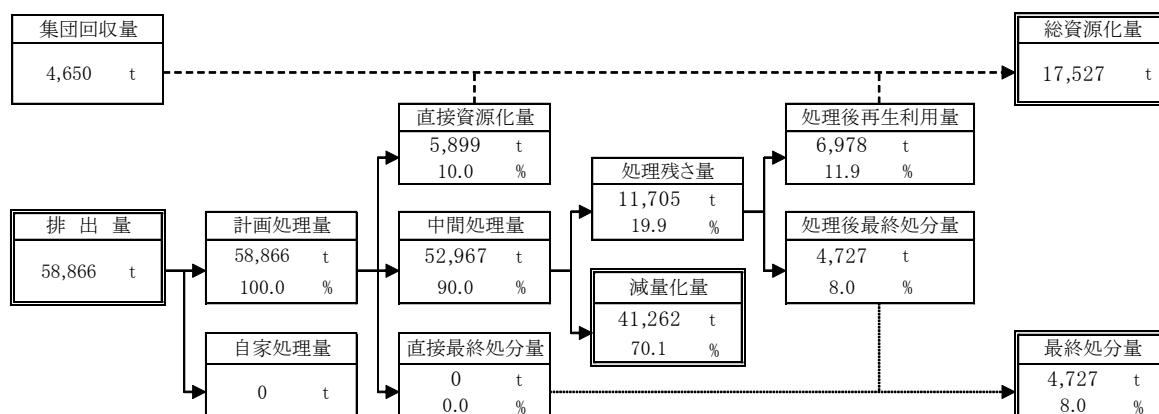 集団回収量
4,650 t
総資源化量
17,527 t
直接資源化量
5,899 t
10.0 %
処理後再生利用量
6,978 t
11.9 %
処理残さ量
11,705 t
19.9 %
排 出 量
58,866 t
計画処理量
58,866 t
100.0 %
中間処理量
52,967 t
90.0 %
処理後最終処分量
4,727 t
8.0 %
減量化量
41,262 t
70.1 %
自家処理量
0 t
直接最終処分量
0 t
0.0 %
最終処分量
4,727 t
8.0 %